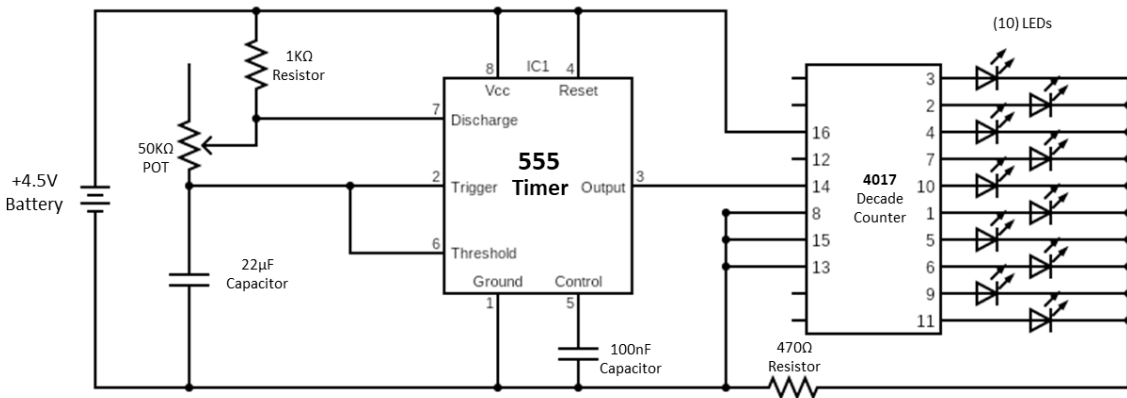 (10) LEDs
1KΩ
Resistor
8
IC1
4
Vcc
Reset
7
Discharge
50KΩ
POT
+4.5V
Battery
555
Timer
2
Trigger
Output
3
6
Threshold
22µF
Capacitor
Ground
Control
1
5
100nF
Capacitor
16
12
14
8
15
13
4017
Decade
Counter
3
2
4
7
10
1
5
6
9
11
470Ω
Resistor